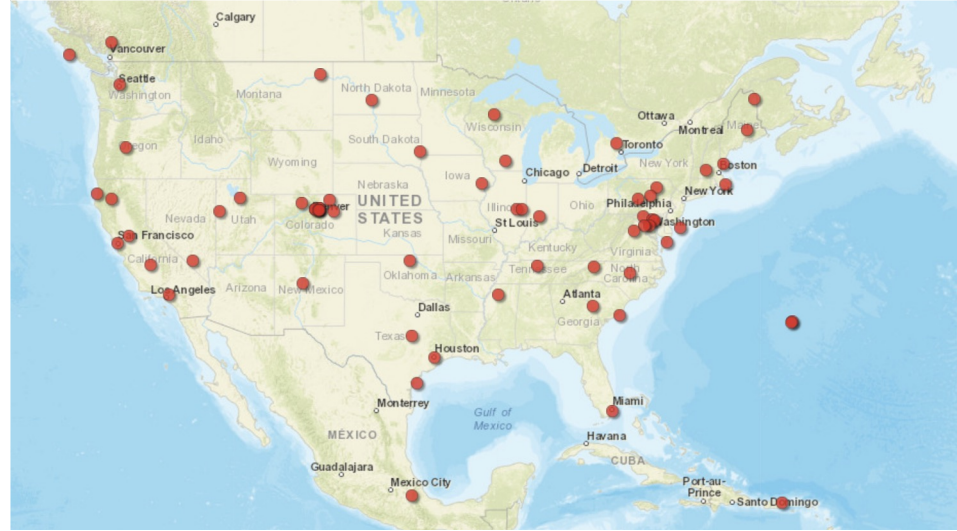 Calgary
Vancouver
Seattle
Washington
Montana
North Dakota
Minnesota
Ottawa
Montreal
Wisconsin
Toronto
South Dakota
Idaho
Wyoming
Iowa
Chicago
Detroit
New York
Boston
Nebraska
New York
Nevada
Utah
UNITED
STATES
Ohio
Philadelphia
Colorado
Kansas
St Louis
Washington
San Francisco
California
Missouri
Kentucky
Virginia
Los Angeles
Arizona
New Mexico
Oklahoma
Arkansas
Tennessee
North
Carolina
Dallas
Atlanta
Georgia
Texas
Houston
Monterrey
Gulf of
Mexico
Miami
MÉXICO
Havana
CUBA
Guadalajara
Mexico City
Port-au-
Prince
Santo Domingo